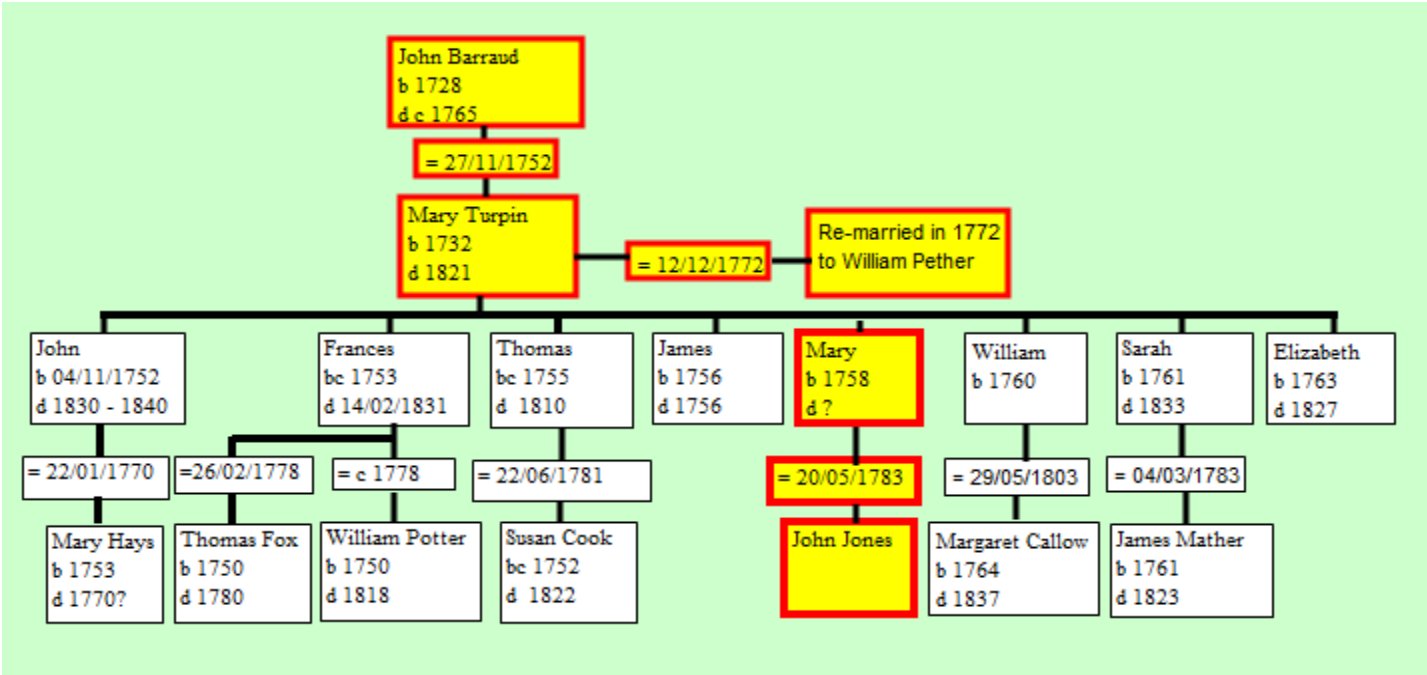 John Barraud
b 1728
d c 1765
= 27/11/1752
Mary Turpin
b 1732
d 1821
= 12/12/1772
Re-married in 1772
to William Pether
John
b 04/11/1752
d 1830 - 1840
Frances
bc 1753
d 14/02/1831
Thomas
bc 1755
d 1810
James
b 1756
d 1756
Mary
b 1758
d ?
William
b 1760
Sarah
b 1761
d 1833
Elizabeth
b 1763
d 1827
= 22/01/1770
=26/02/1778
= c 1778
= 22/06/1781
= 20/05/1783
= 29/05/1803
= 04/03/1783
Mary Hays
b 1753
d 1770?
Thomas Fox
b 1750
d 1780
William Potter
b 1750
d 1818
Susan Cook
bc 1752
d 1822
John Jones
Margaret Callow
b 1764
d 1837
James Mather
b 1761
d 1823